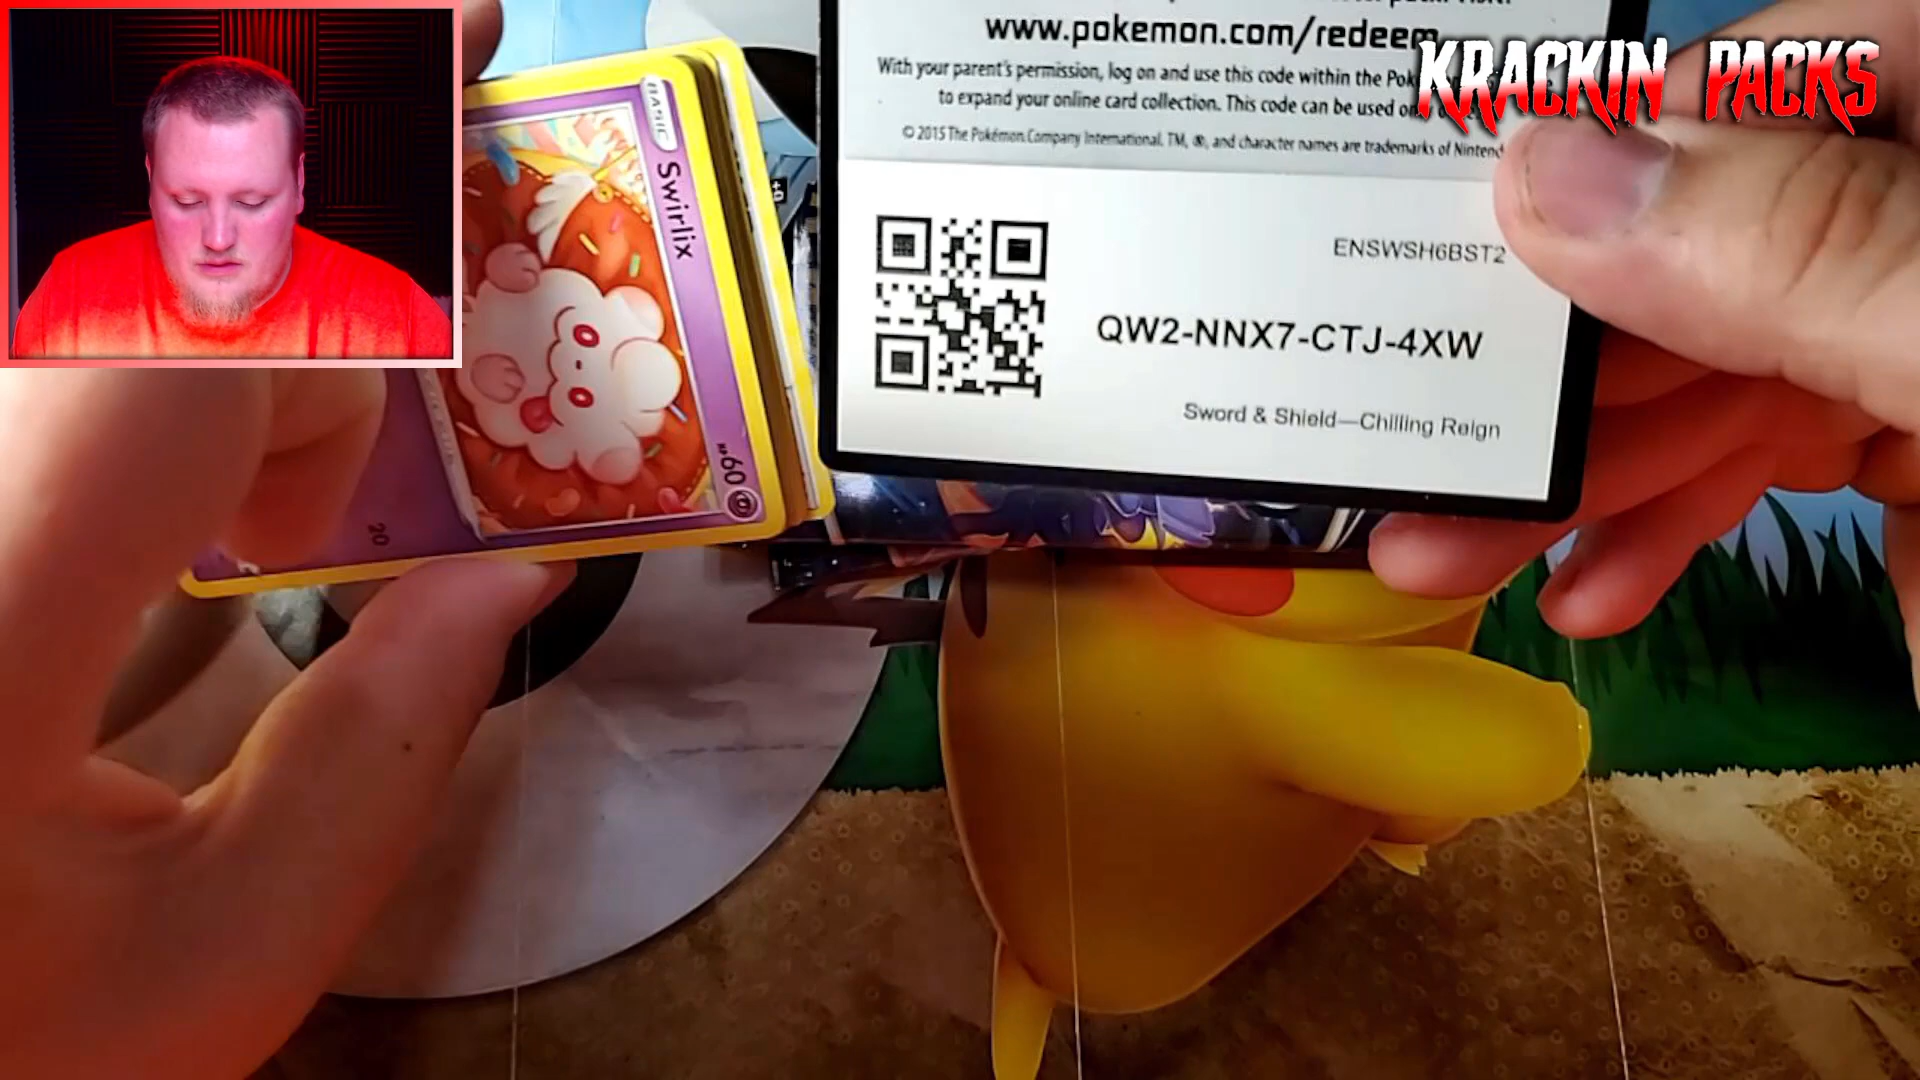 www.pokemon.com/redeem
With your parent's permission, log on and use this code within the
to expand your online card collection. This code can be used
© 2015 The Pokémon Company International. TM, ®, and character names are trademarks of
ENSWSH6BST2
QW2-NNX7-CTJ-4XW
Sword & Shield—Chilling Reign
KRACKIN PACKS
BASIC
Swirlix
HP 60
20